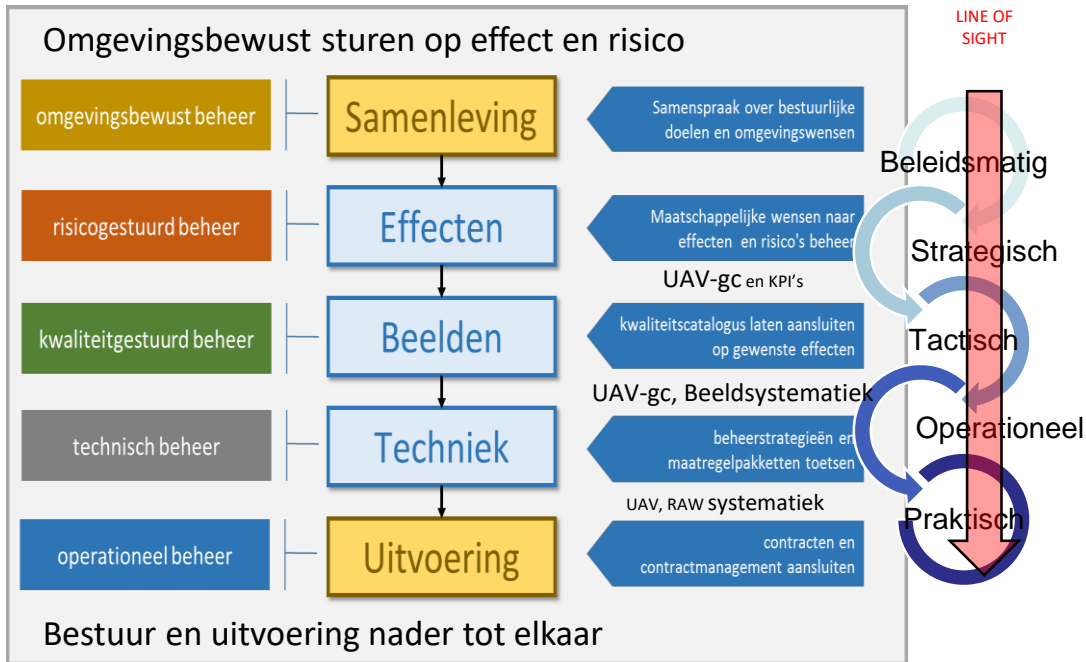 Omgevingsbewust sturen op effect en risico
LINE OF
SIGHT
omgevingsbewust beheer
Samenleving
Samenspraak over bestuurlijke
doelen en omgevingswensen
Beleidsmatig
risicogestuurd beheer
Effecten
Maatschappelijke wensen naar
effecten en risico's beheer
Strategisch
UAV-gc en KPI's
kwaliteitgestuurd beheer
Beelden
kwaliteitscatalogus laten aansluiten
op gewenste effecten
Tactisch
UAV-gc, Beeldsystematiek
technisch beheer
Techniek
beheerstrategieën en
maatregelpakketten toetsen
Operationeel
UAV, RAW systematiek
Praktisch
operationeel beheer
Uitvoering
contracten en
contractmanagement aansluiten
Bestuur en uitvoering nader tot elkaar